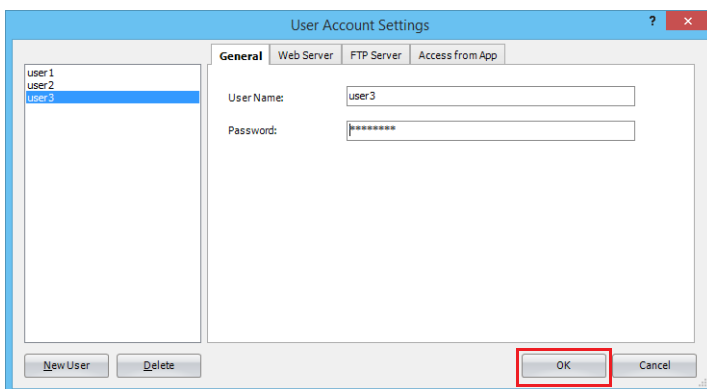 User Account Settings
?
×
General
Web Server
FTP Server
Access from App
user1
user2
user3
User Name:
user3
Password:
********
New User
Delete
OK
Cancel